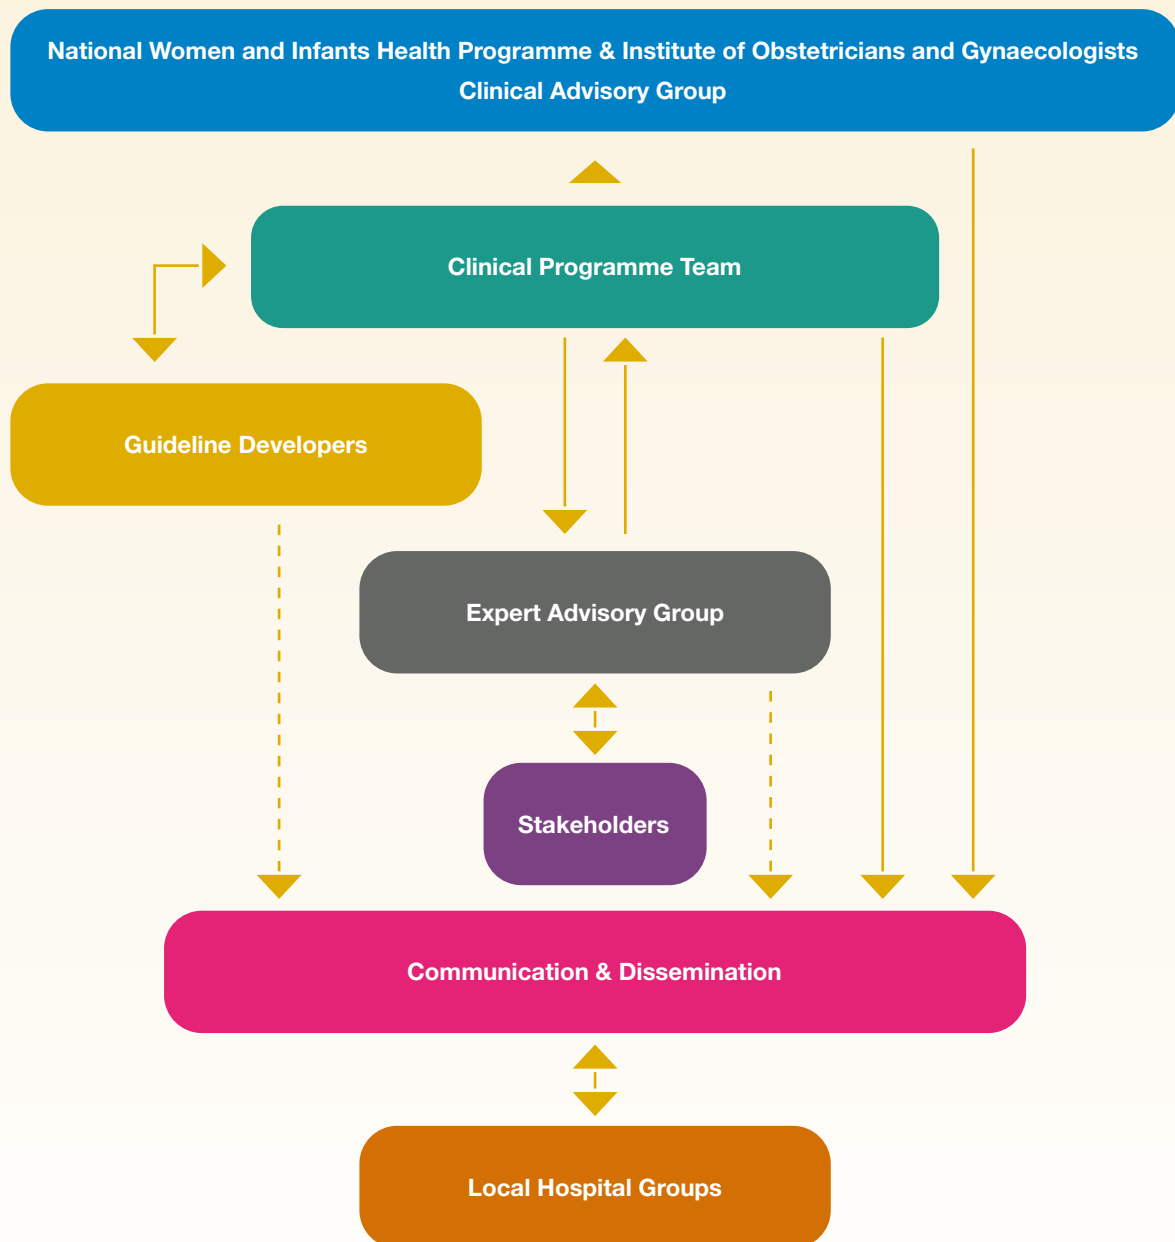 National Women and Infants Health Programme & Institute of Obstetricians and Gynaecologists
Clinical Advisory Group
Clinical Programme Team
Guideline Developers
Expert Advisory Group
Stakeholders
Communication & Dissemination
Local Hospital Groups